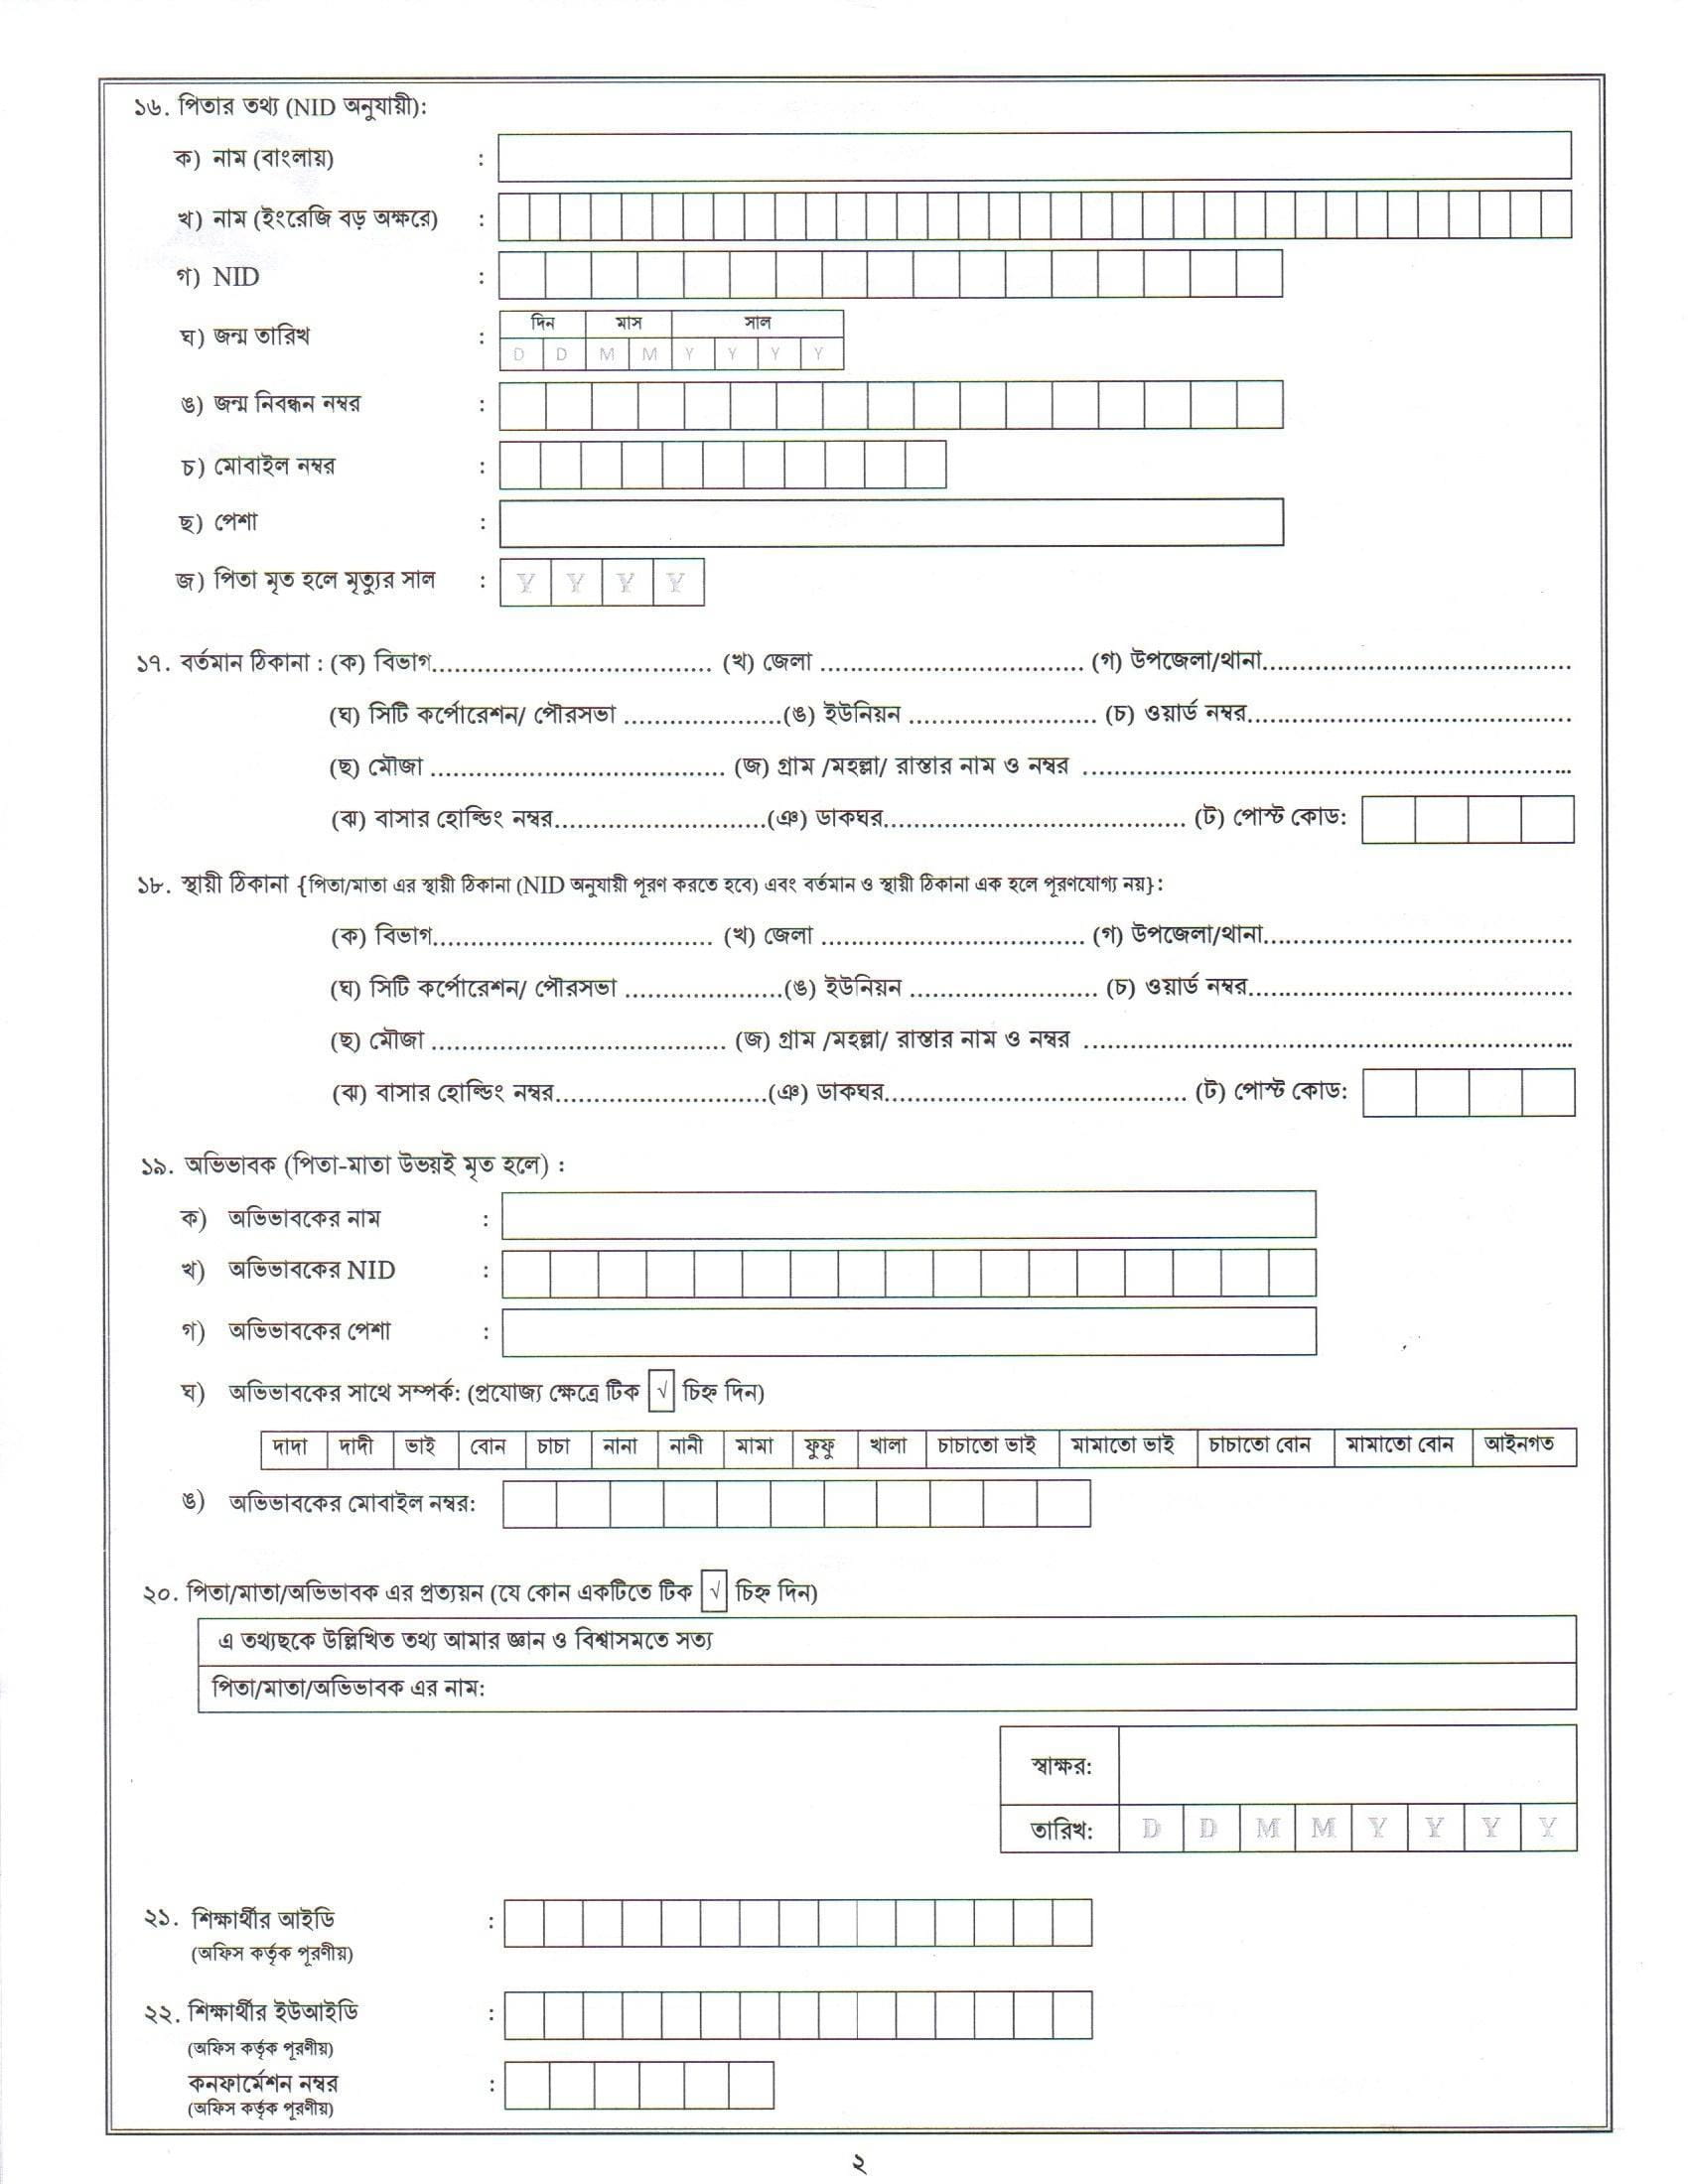 ১৬. পিতার তথ্য (NID অনুযায়ী):
ক) নাম (বাংলায়) :
খ) নাম (ইংরেজি বড় অক্ষরে) :
গ) NID :
ঘ) জন্ম তারিখ : দিন মাস সাল
D D M M Y Y Y Y
ঙ) জন্ম নিবন্ধন নম্বর :
চ) মোবাইল নম্বর :
ছ) পেশা :
জ) পিতা মৃত হলে মৃত্যুর সাল : Y Y Y Y
১৭. বর্তমান ঠিকানা : (ক) বিভাগ.................................... (খ) জেলা .................................. (গ) উপজেলা/থানা........................................
(ঘ) সিটি কর্পোরেশন/ পৌরসভা .....................(ঙ) ইউনিয়ন ........................ (চ) ওয়ার্ড নম্বর..........................................
(ছ) মৌজা ...................................... (জ) গ্রাম /মহল্লা/ রাস্তার নাম ও নম্বর ...............................................................
(ঝ) বাসার হোল্ডিং নম্বর...........................(ঞ) ডাকঘর....................................... (ট) পোস্ট কোড:
১৮. স্থায়ী ঠিকানা {পিতা/মাতা এর স্থায়ী ঠিকানা (NID অনুযায়ী পূরণ করতে হবে) এবং বর্তমান ও স্থায়ী ঠিকানা এক হলে পূরণযোগ্য নয়}:
(ক) বিভাগ.................................... (খ) জেলা .................................. (গ) উপজেলা/থানা........................................
(ঘ) সিটি কর্পোরেশন/ পৌরসভা .....................(ঙ) ইউনিয়ন ........................ (চ) ওয়ার্ড নম্বর..........................................
(ছ) মৌজা ...................................... (জ) গ্রাম /মহল্লা/ রাস্তার নাম ও নম্বর ...............................................................
(ঝ) বাসার হোল্ডিং নম্বর...........................(ঞ) ডাকঘর....................................... (ট) পোস্ট কোড:
১৯. অভিভাবক (পিতা-মাতা উভয়ই মৃত হলে) :
ক) অভিভাবকের নাম :
খ) অভিভাবকের NID :
গ) অভিভাবকের পেশা :
ঘ) অভিভাবকের সাথে সম্পর্ক: (প্রযোজ্য ক্ষেত্রে টিক √ চিহ্ন দিন)
দাদা দাদী ভাই বোন চাচা নানা নানী মামা ফুফু খালা চাচাতো ভাই মামাতো ভাই চাচাতো বোন মামাতো বোন আইনগত
ঙ) অভিভাবকের মোবাইল নম্বর:
২০. পিতা/মাতা/অভিভাবক এর প্রত্যয়ন (যে কোন একটিতে টিক √ চিহ্ন দিন)
এ তথ্যছকে উল্লিখিত তথ্য আমার জ্ঞান ও বিশ্বাসমতে সত্য
পিতা/মাতা/অভিভাবক এর নাম:
স্বাক্ষর:
তারিখ: D D M M Y Y Y Y
২১. শিক্ষার্থীর আইডি :
(অফিস কর্তৃক পূরণীয়)
২২. শিক্ষার্থীর ইউআইডি :
(অফিস কর্তৃক পূরণীয়)
কনফার্মেশন নম্বর :
(অফিস কর্তৃক পূরণীয়)
২